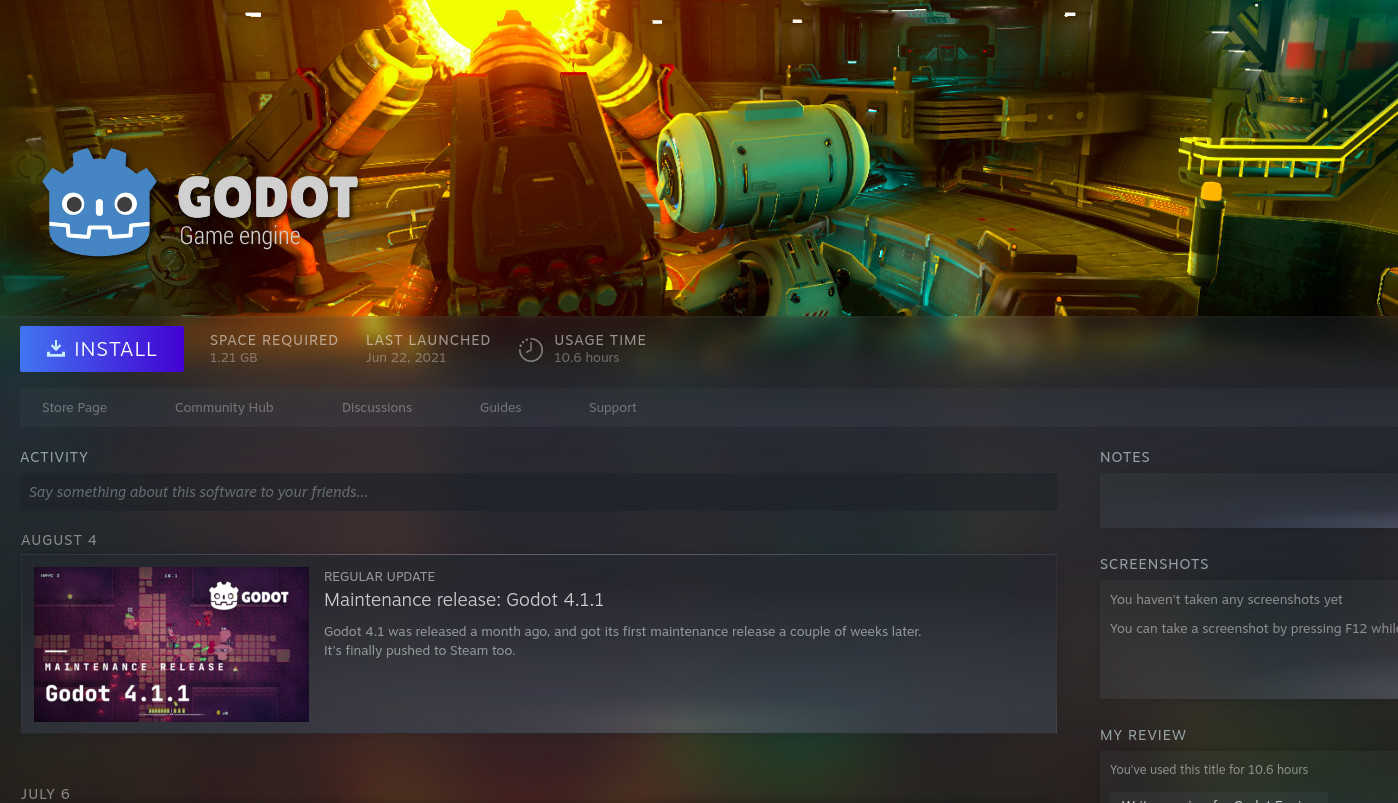 GODOT
Game engine
INSTALL
SPACE REQUIRED
1.21 GB
LAST LAUNCHED
Jun 22, 2021
USAGE TIME
10.6 hours
Store Page
Community Hub
Discussions
Guides
Support
ACTIVITY
Say something about this software to your friends...
AUGUST 4
GODOT
MAINTENANCE RELEASE
Godot 4.1.1
REGULAR UPDATE
Maintenance release: Godot 4.1.1
Godot 4.1 was released a month ago, and got its first maintenance release a couple of weeks later.
It's finally pushed to Steam too.
JULY 6
NOTES
SCREENSHOTS
You haven't taken any screenshots yet
You can take a screenshot by pressing F12 while
MY REVIEW
You've used this title for 10.6 hours